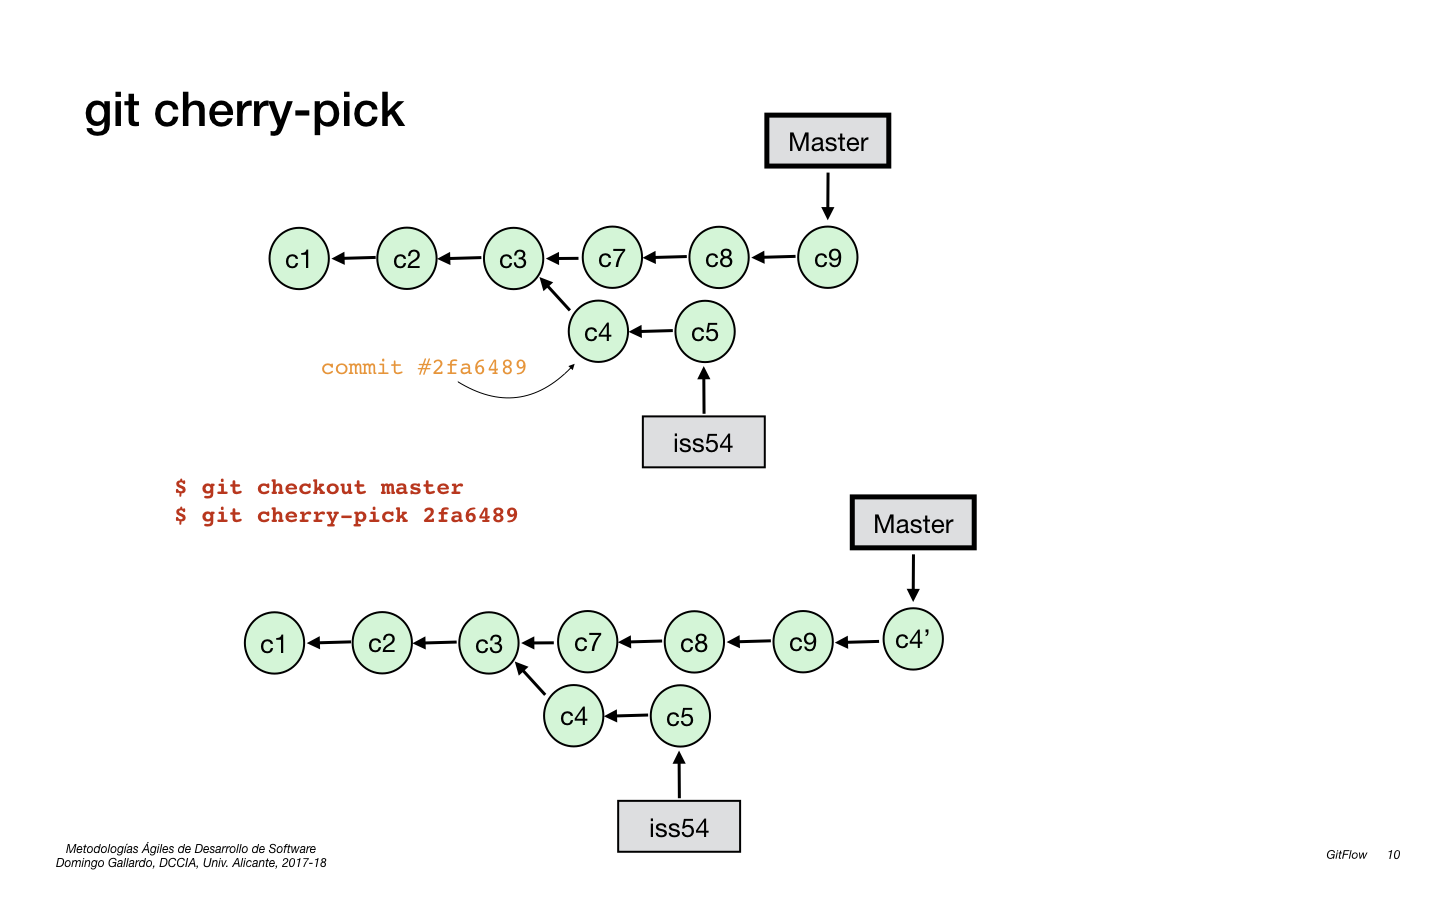 git cherry-pick
Master
c1 c2 c3 c7 c8 c9
c4 c5
commit #2fa6489
iss54
$ git checkout master
$ git cherry-pick 2fa6489
Master
c1 c2 c3 c7 c8 c9 c4’
c4 c5
iss54
Metodologías Ágiles de Desarrollo de Software
Domingo Gallardo, DCCIA, Univ. Alicante, 2017-18
GitFlow 10